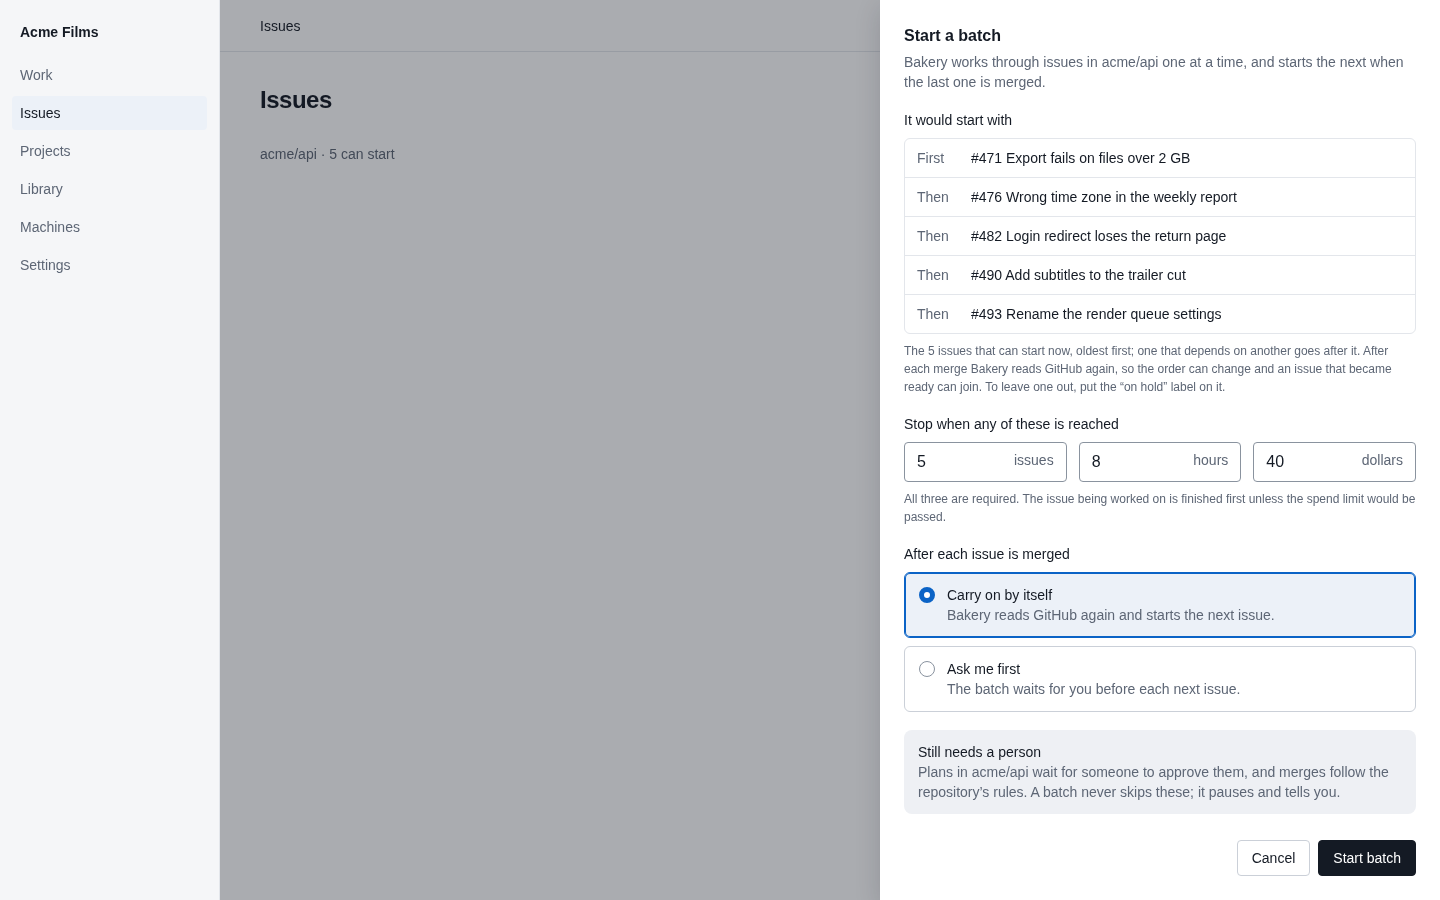 Acme Films
Work
Issues
Projects
Library
Machines
Settings
Issues
Issues
acme/api · 5 can start
Start a batch
Bakery works through issues in acme/api one at a time, and starts the next when
the last one is merged.
It would start with
First #471 Export fails on files over 2 GB
Then #476 Wrong time zone in the weekly report
Then #482 Login redirect loses the return page
Then #490 Add subtitles to the trailer cut
Then #493 Rename the render queue settings
The 5 issues that can start now, oldest first; one that depends on another goes after it. After
each merge Bakery reads GitHub again, so the order can change and an issue that became
ready can join. To leave one out, put the “on hold” label on it.
Stop when any of these is reached
5 issues 8 hours 40 dollars
All three are required. The issue being worked on is finished first unless the spend limit would be
passed.
After each issue is merged
Carry on by itself
Bakery reads GitHub again and starts the next issue.
Ask me first
The batch waits for you before each next issue.
Still needs a person
Plans in acme/api wait for someone to approve them, and merges follow the
repository’s rules. A batch never skips these; it pauses and tells you.
Cancel Start batch